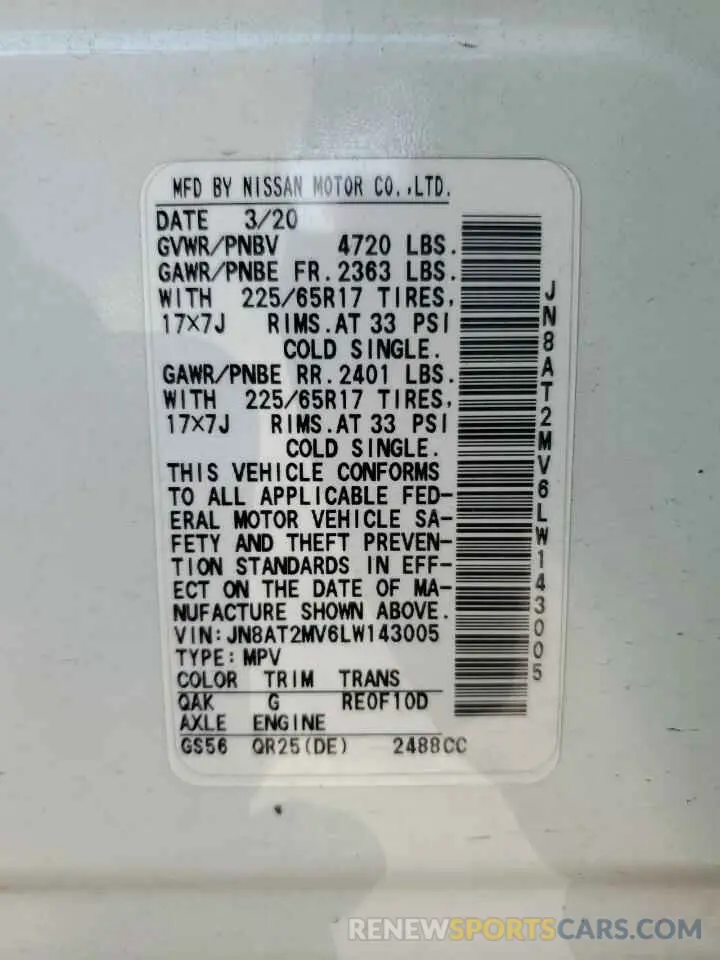 MFD BY NISSAN MOTOR CO.,LTD.
DATE 3/20
GVWR/PNBV 4720 LBS.
GAWR/PNBE FR.2363 LBS.
WITH 225/65R17 TIRES,
17×7J RIMS.AT 33 PSI
COLD SINGLE.
GAWR/PNBE RR.2401 LBS.
WITH 225/65R17 TIRES,
17×7J RIMS.AT 33 PSI
COLD SINGLE.
THIS VEHICLE CONFORMS
TO ALL APPLICABLE FED-
ERAL MOTOR VEHICLE SA-
FETY AND THEFT PREVEN-
TION STANDARDS IN EFF-
ECT ON THE DATE OF MA-
NUFACTURE SHOWN ABOVE.
VIN:JN8AT2MV6LW143005
TYPE:MPV
COLOR TRIM TRANS
QAK G RE0F10D
AXLE ENGINE
GS56 QR25(DE) 2488CC
JN8AT2MV6LW143005
RENEWSPORTSCARS.COM